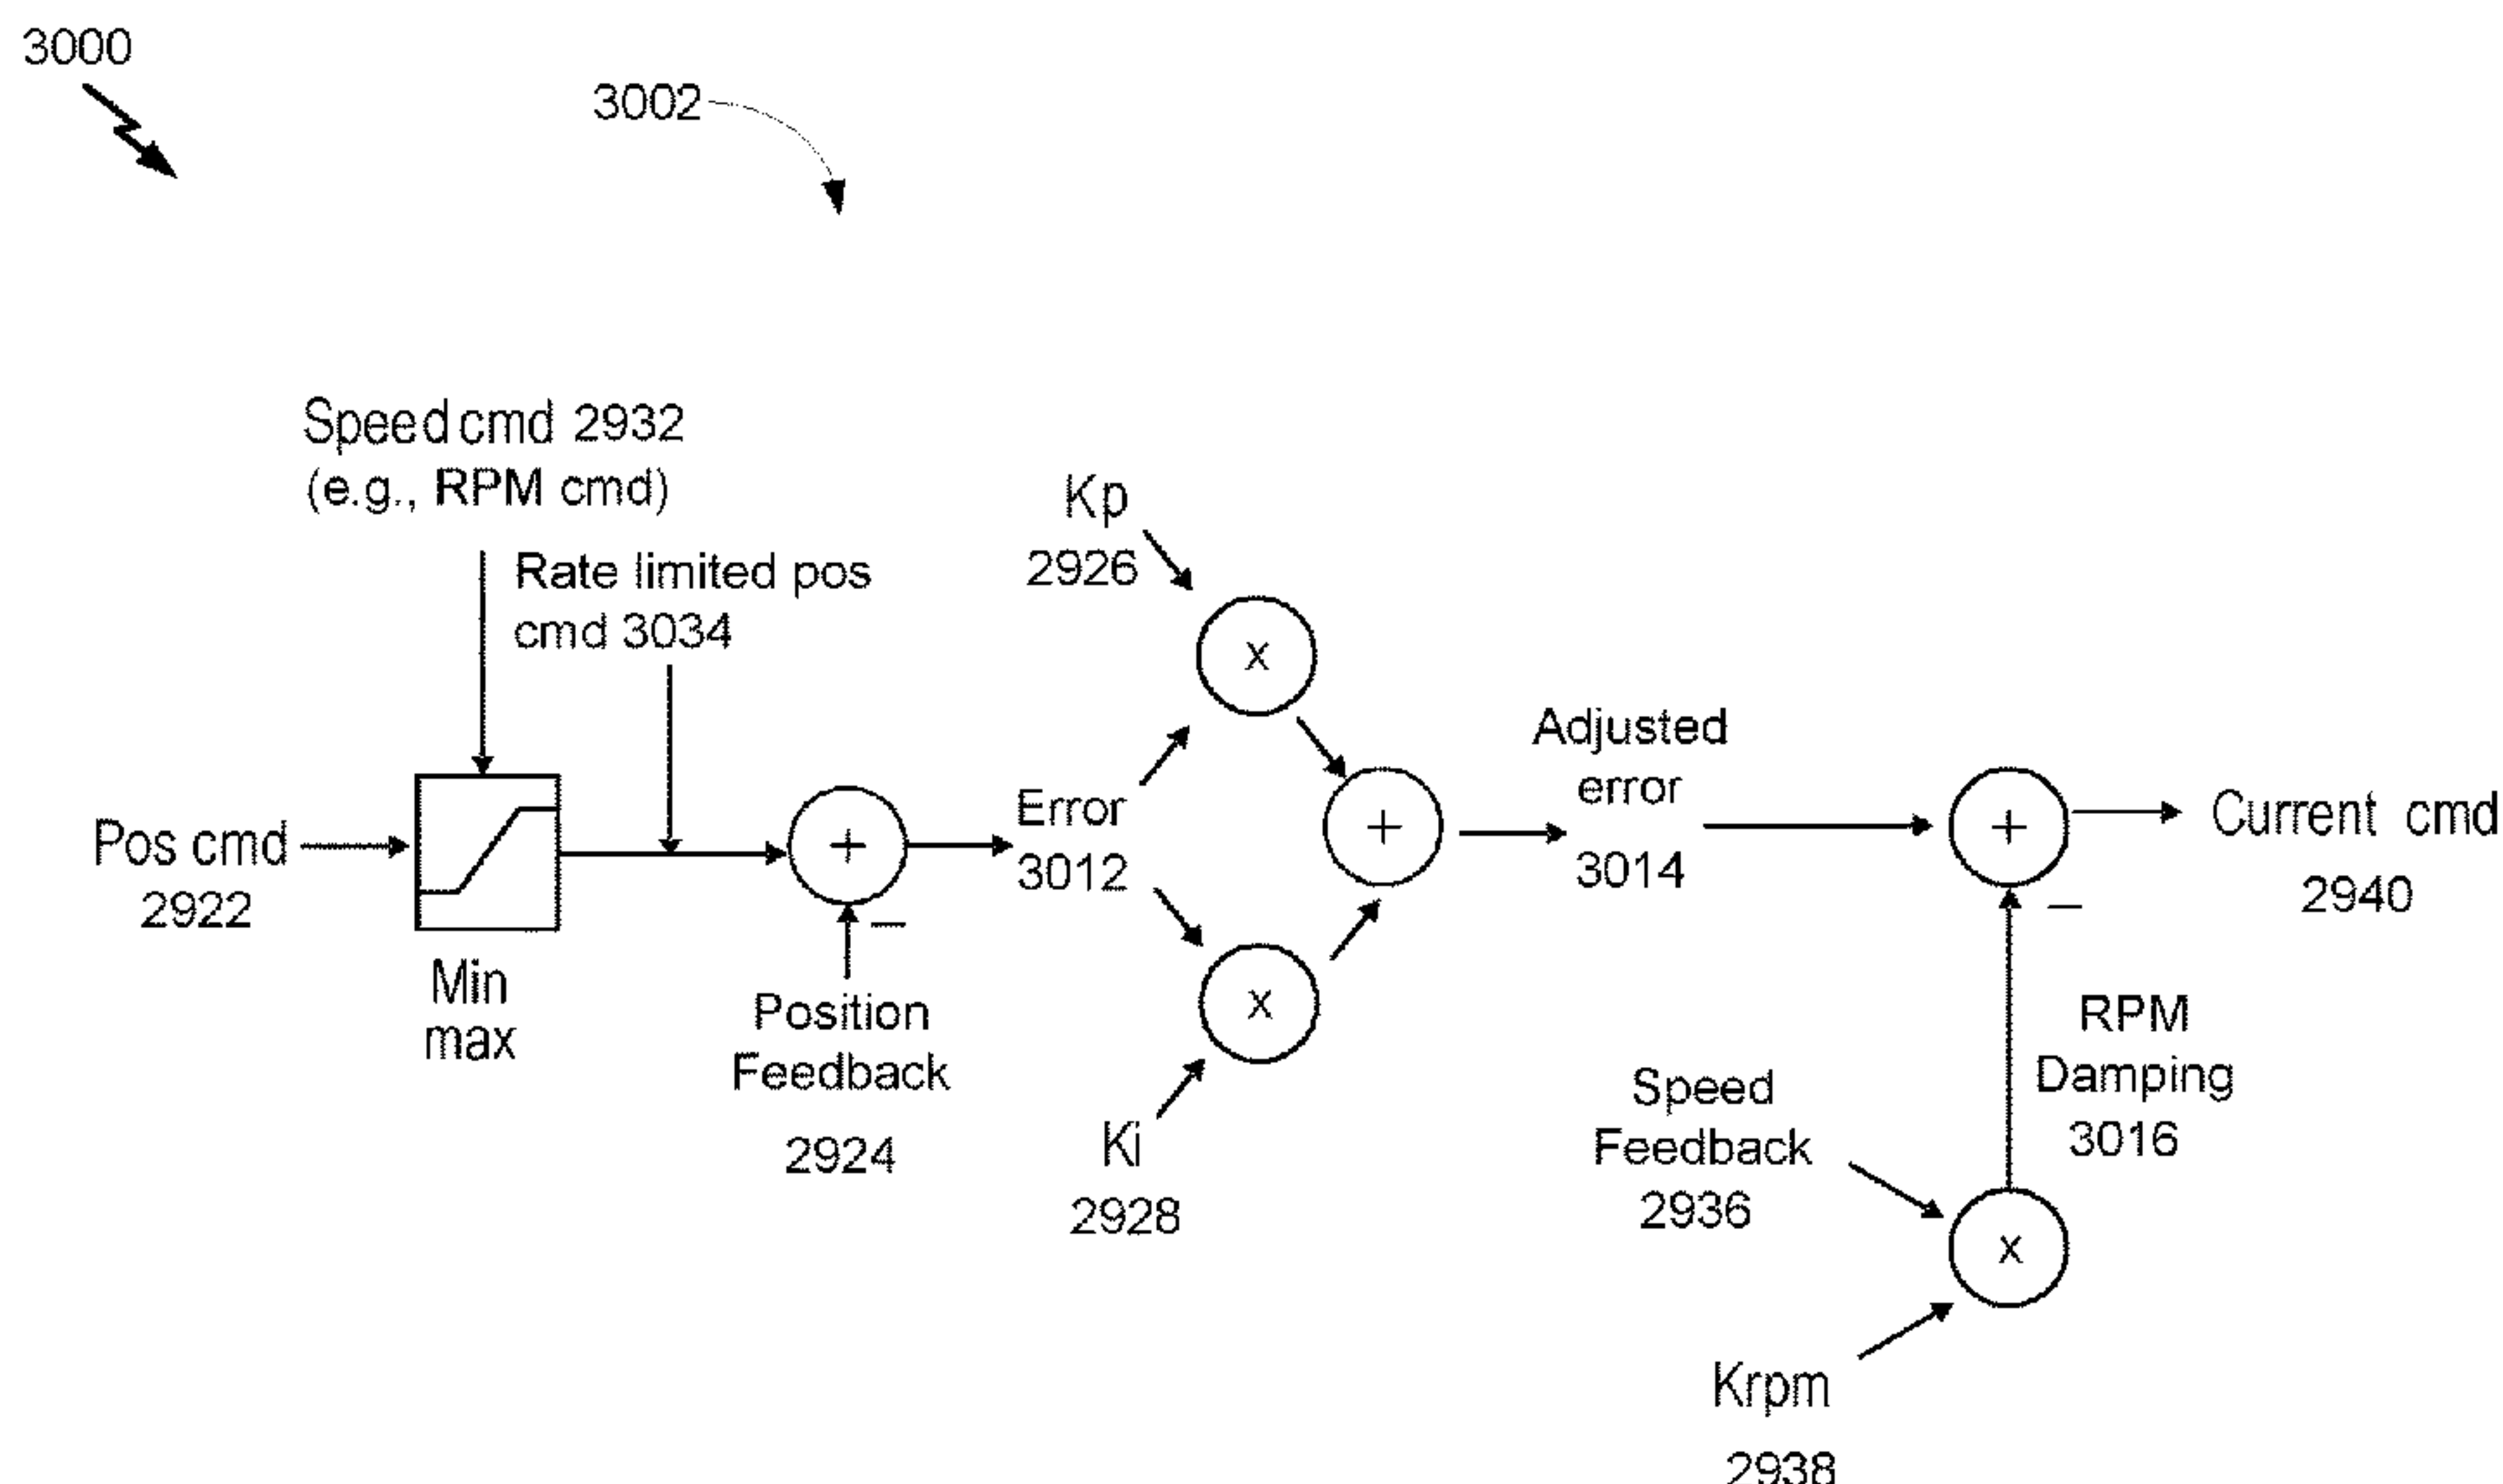 3000
3002
Speed cmd 2932
(e.g., RPM cmd)
Rate limited pos
cmd 3034
Kp
2926
x
Pos cmd
2922
Min
max
+
−
Position
Feedback
2924
Error
3012
+
x
Ki
2928
Adjusted
error
3014
+
−
Current cmd
2940
RPM
Damping
3016
Speed
Feedback
2936
x
Krpm
2938